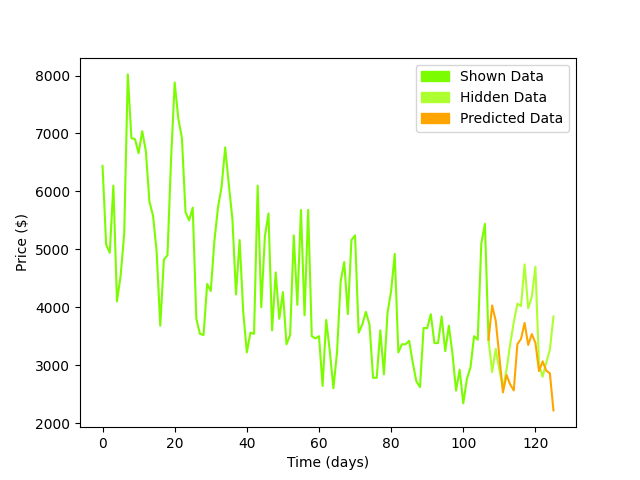 Shown Data
Hidden Data
Predicted Data
8000
7000
6000
5000
4000
3000
2000
Price ($)
0 20 40 60 80 100 120
Time (days)